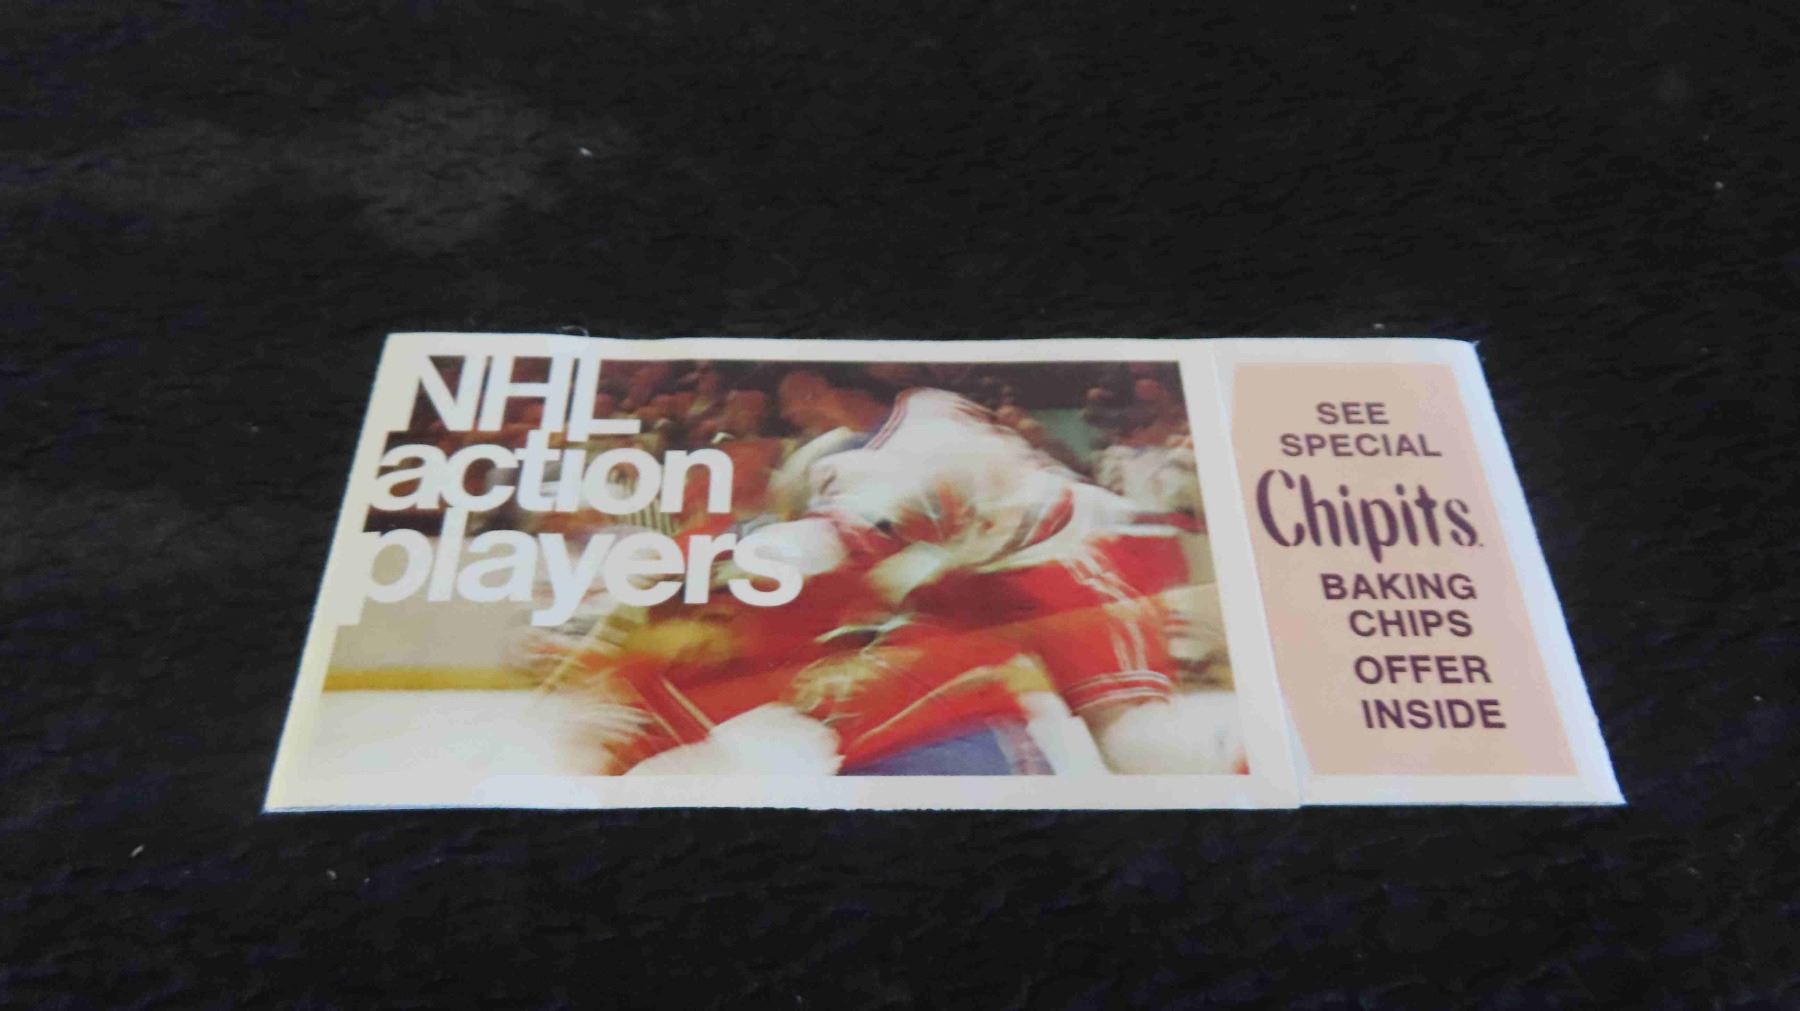 NHL
action
players
SEE
SPECIAL
Chipits.
BAKING
CHIPS
OFFER
INSIDE